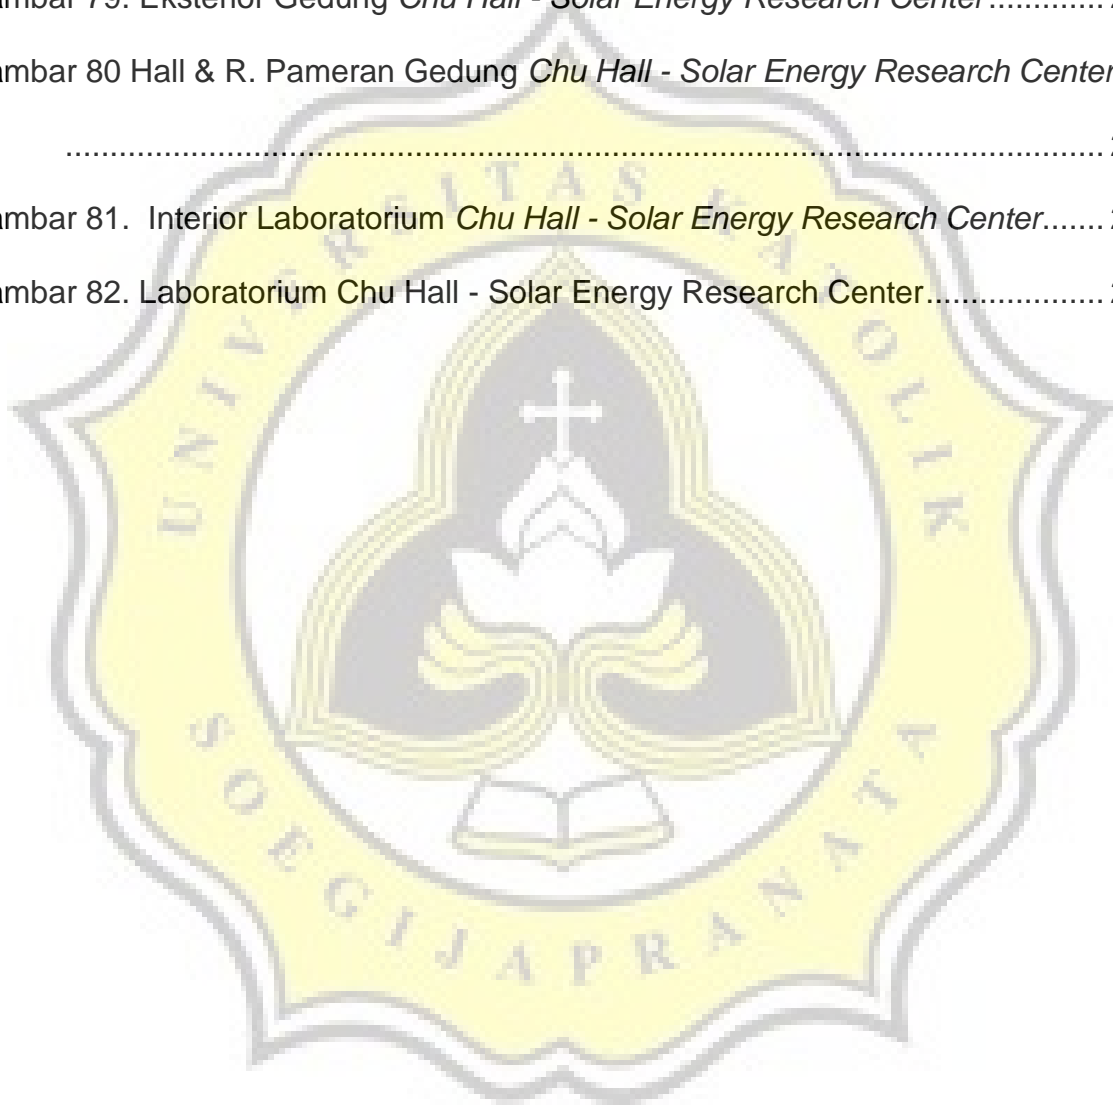 ambar 79. Eksterior Gedung Chu Hall - Solar Energy Research Center.............
ambar 80 Hall & R. Pameran Gedung Chu Hall - Solar Energy Research Center
.....................................................................................................................
ambar 81.  Interior Laboratorium Chu Hall - Solar Energy Research Center.......
ambar 82. Laboratorium Chu Hall - Solar Energy Research Center....................
UNIVERSITAS KATOLIK
SOEGIJAPRANATA